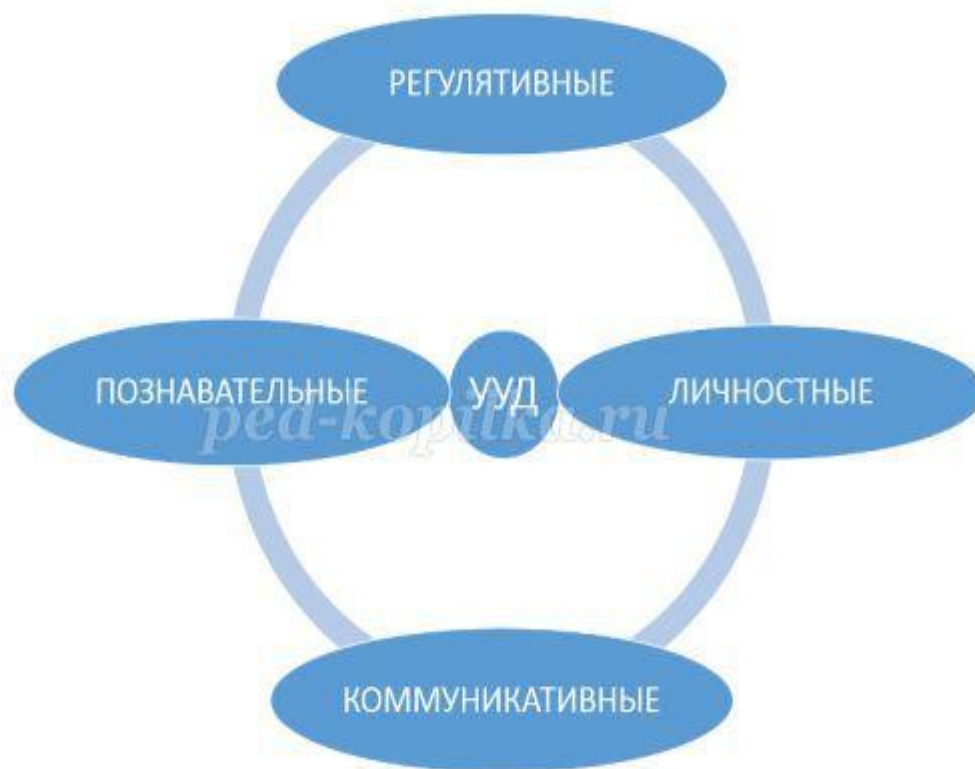 РЕГУЛЯТИВНЫЕ
ПОЗНАВАТЕЛЬНЫЕ
УУД
ЛИЧНОСТНЫЕ
ped-kopilka.ru
КОММУНИКАТИВНЫЕ